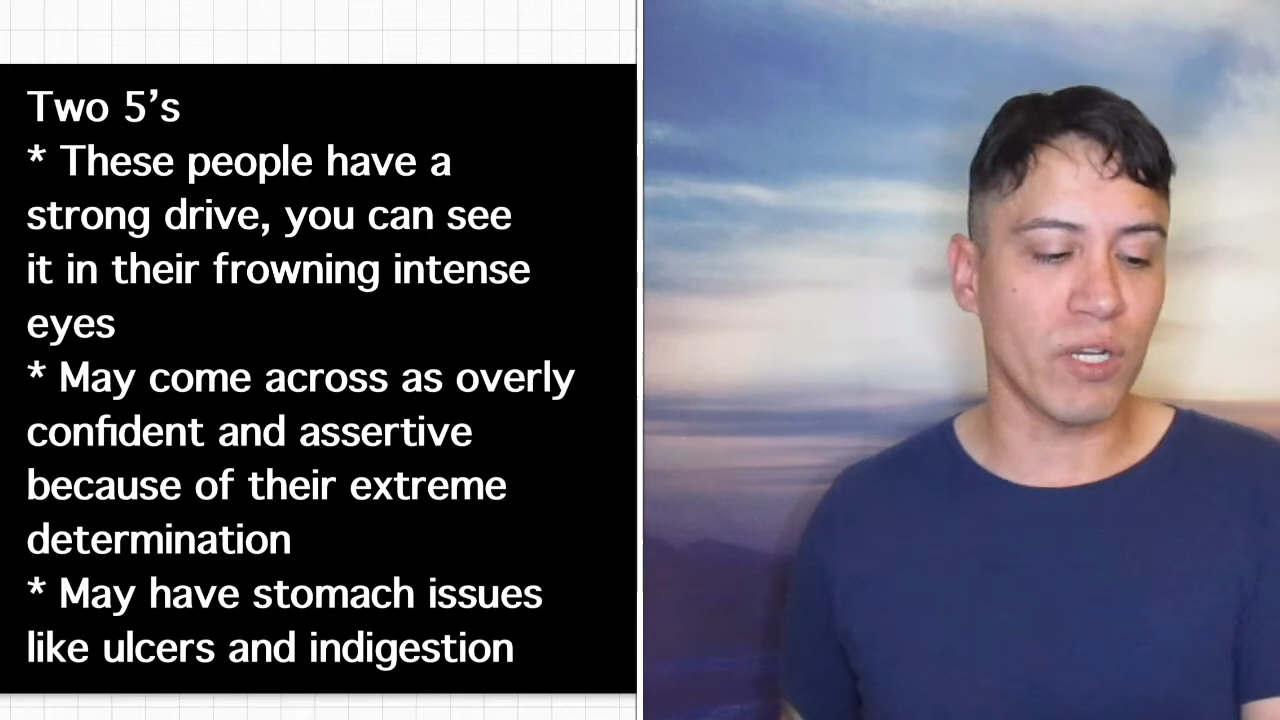 Two 5’s
* These people have a
strong drive, you can see
it in their frowning intense
eyes
* May come across as overly
confident and assertive
because of their extreme
determination
* May have stomach issues
like ulcers and indigestion